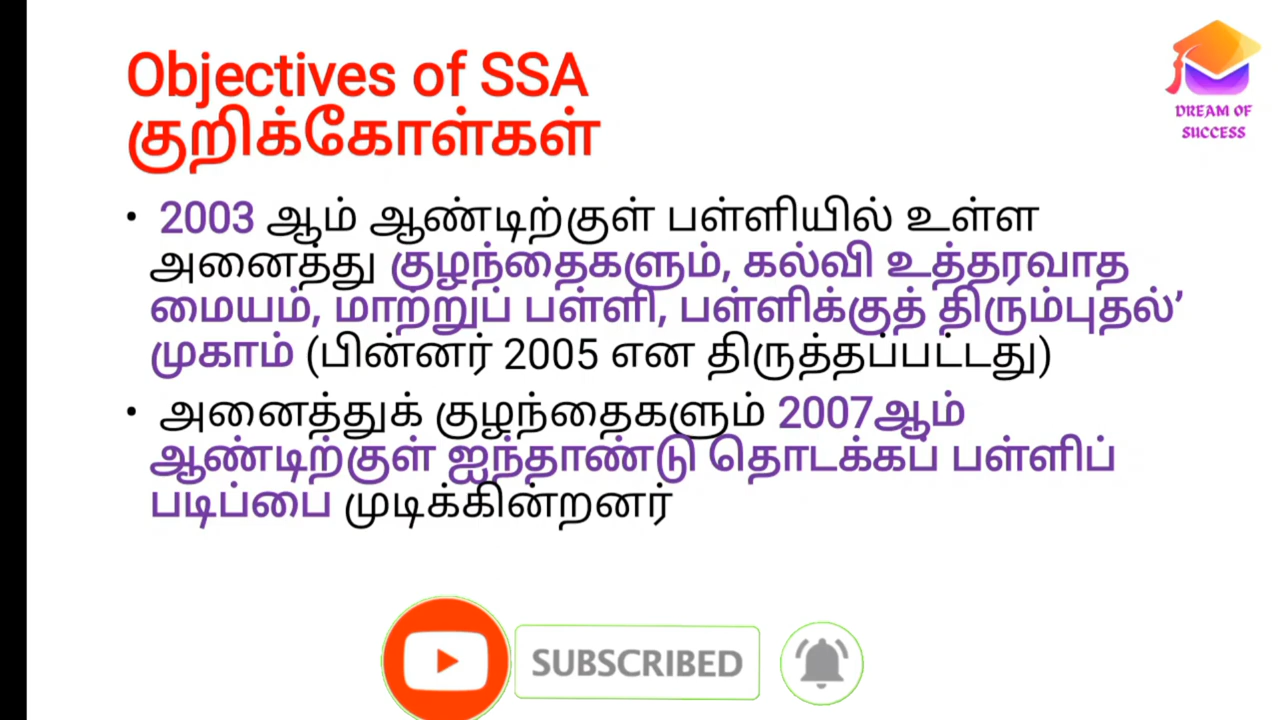 Objectives of SSA
குறிக்கோள்கள்
DREAM OF
SUCCESS
• 2003 ஆம் ஆண்டிற்குள் பள்ளியில் உள்ள
அனைத்து குழந்தைகளும், கல்வி உத்தரவாத
மையம், மாற்றுப் பள்ளி, பள்ளிக்குத் திரும்புதல்’
முகாம் (பின்னர் 2005 என திருத்தப்பட்டது)
• அனைத்துக் குழந்தைகளும் 2007ஆம்
ஆண்டிற்குள் ஐந்தாண்டு தொடக்கப் பள்ளிப்
படிப்பை முடிக்கின்றனர்
SUBSCRIBED